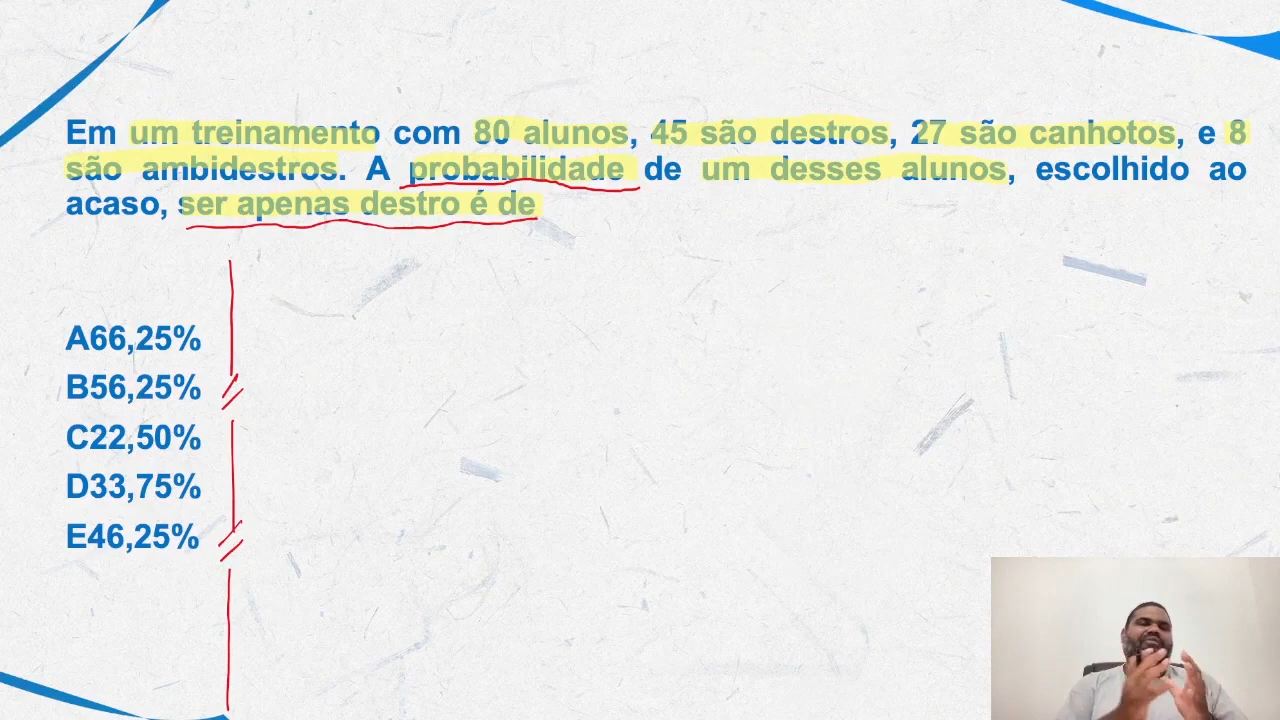 Em um treinamento com 80 alunos, 45 são destros, 27 são canhotos, e 8
são ambidestros. A probabilidade de um desses alunos, escolhido ao
acaso, ser apenas destro é de
A66,25%
B56,25%
C22,50%
D33,75%
E46,25%